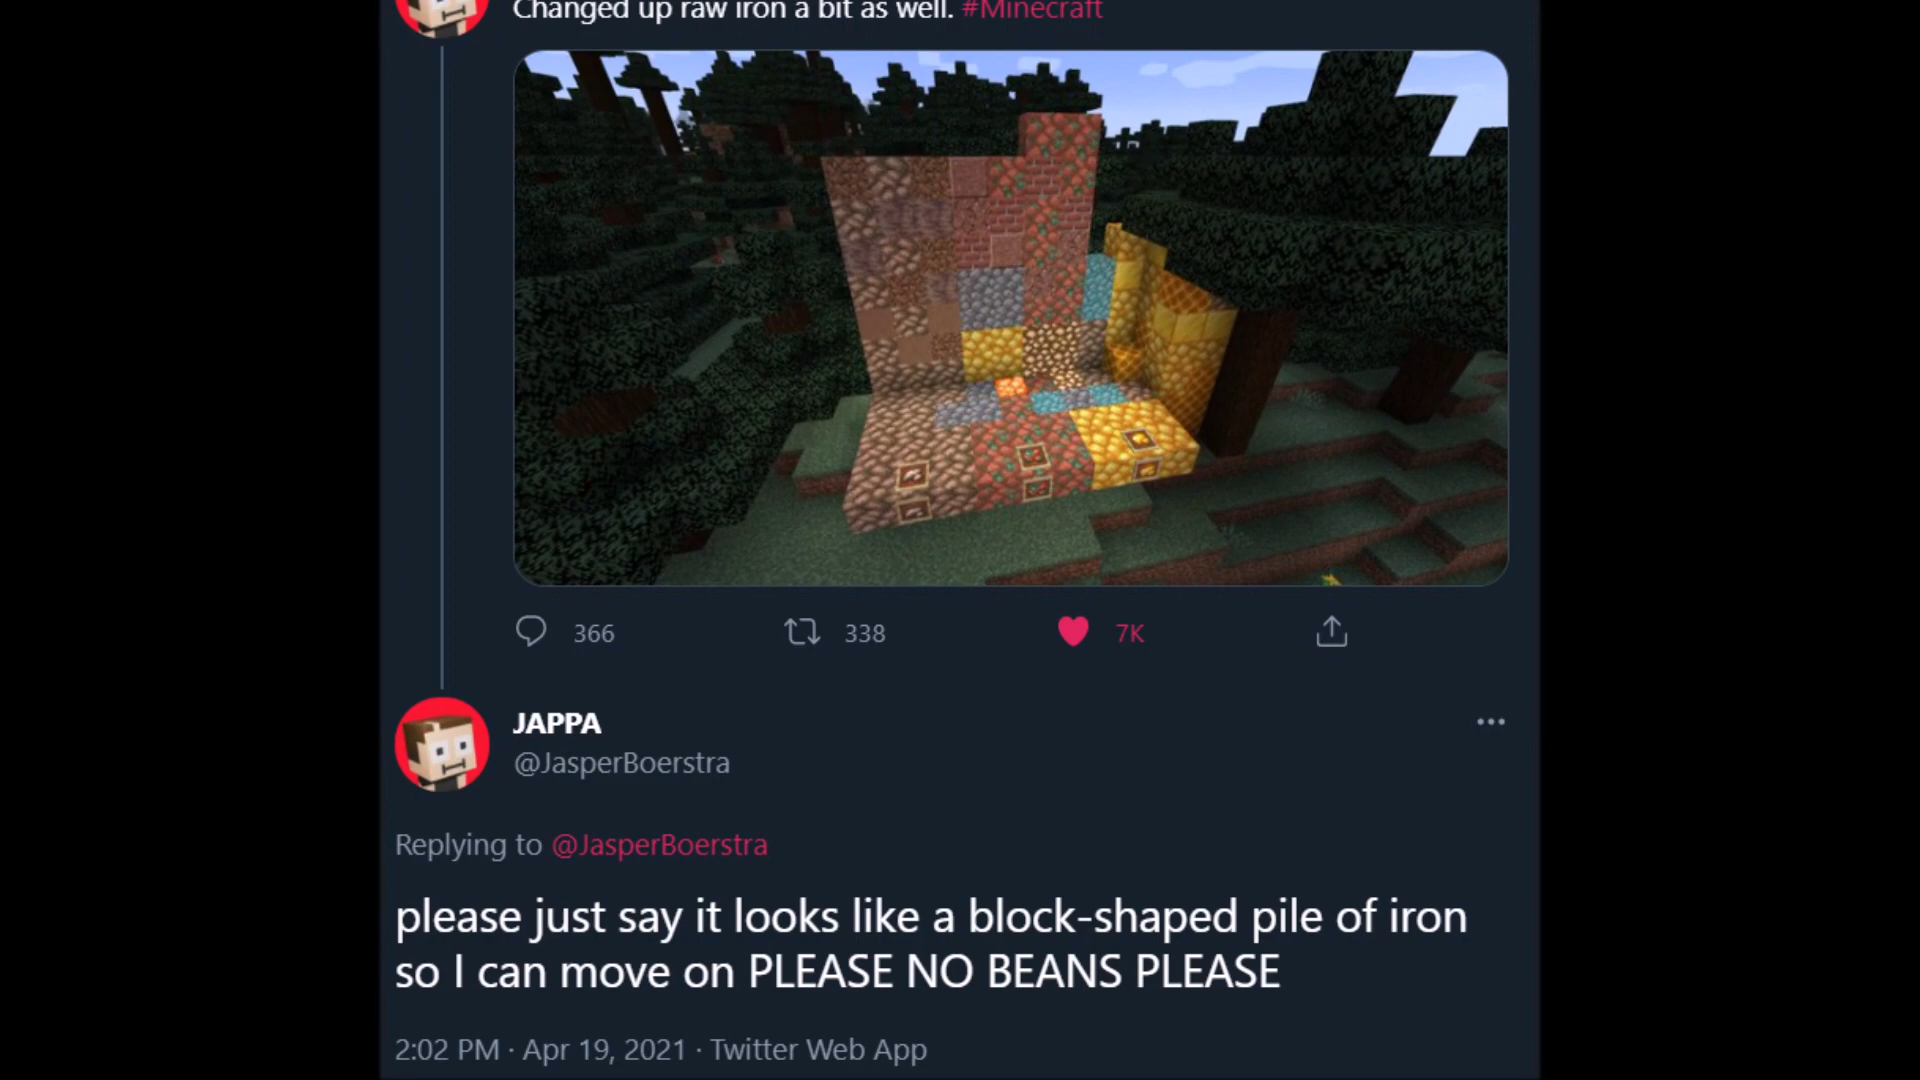 Changed up raw iron a bit as well. #Minecraft
366
338
7K
JAPPA
@JasperBoerstra
Replying to @JasperBoerstra
please just say it looks like a block-shaped pile of iron
so I can move on PLEASE NO BEANS PLEASE
2:02 PM · Apr 19, 2021 · Twitter Web App